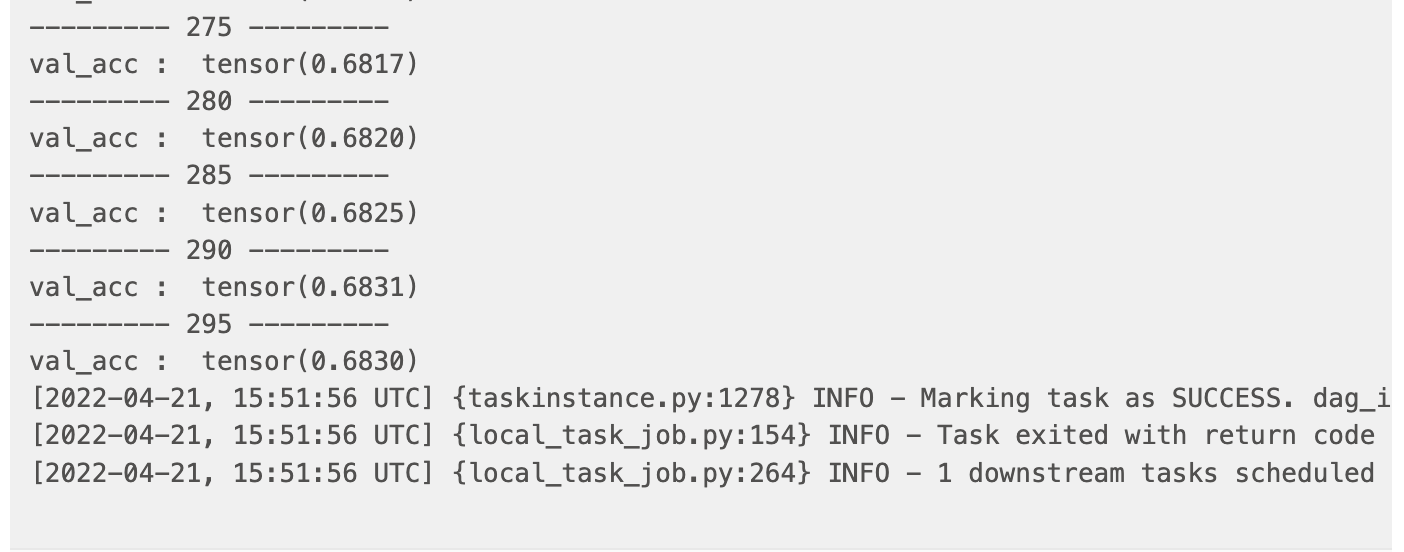 --------- 275 ---------
val_acc :  tensor(0.6817)
--------- 280 ---------
val_acc :  tensor(0.6820)
--------- 285 ---------
val_acc :  tensor(0.6825)
--------- 290 ---------
val_acc :  tensor(0.6831)
--------- 295 ---------
val_acc :  tensor(0.6830)
[2022-04-21, 15:51:56 UTC] {taskinstance.py:1278} INFO - Marking task as SUCCESS. dag_i
[2022-04-21, 15:51:56 UTC] {local_task_job.py:154} INFO - Task exited with return code
[2022-04-21, 15:51:56 UTC] {local_task_job.py:264} INFO - 1 downstream tasks scheduled